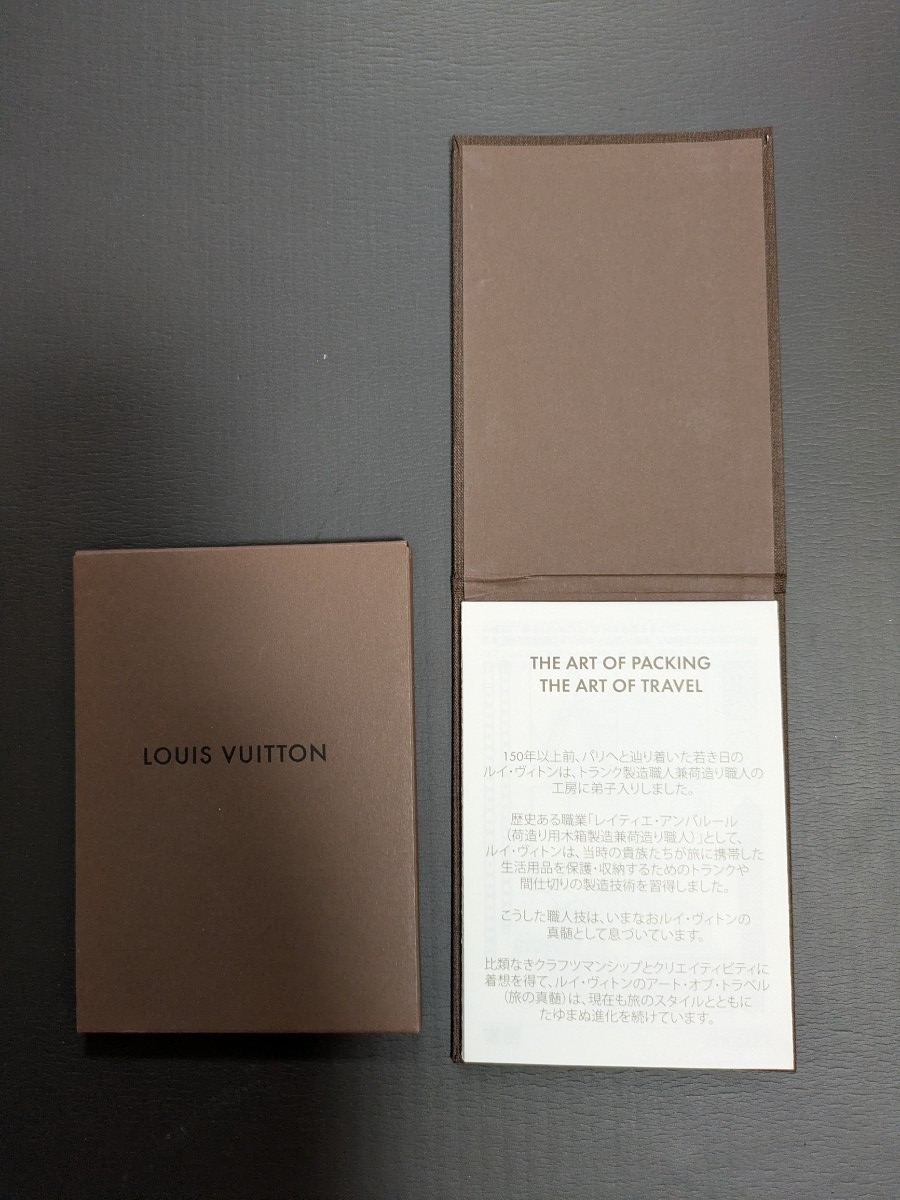 LOUIS VUITTON
THE ART OF PACKING
THE ART OF TRAVEL
150年以上前、パリへと辿り着いた若き日の
ルイ・ヴィトンは、トランク製造職人兼荷造り職人の
工房に弟子入りしました。
歴史ある職業「レイティエ・アンバルール
（荷造り用木箱製造兼荷造り職人）」として、
ルイ・ヴィトンは、当時の貴族たちが旅に携帯した
生活用品を保護・収納するためのトランクや
間仕切りの製造技術を習得しました。
こうした職人技は、いまなおルイ・ヴィトンの
真髄として息づいています。
比類なきクラフツマンシップとクリエイティビティに
着想を得て、ルイ・ヴィトンのアート・オブ・トラベル
（旅の真髄）は、現在も旅のスタイルとともに
たゆまぬ進化を続けています。